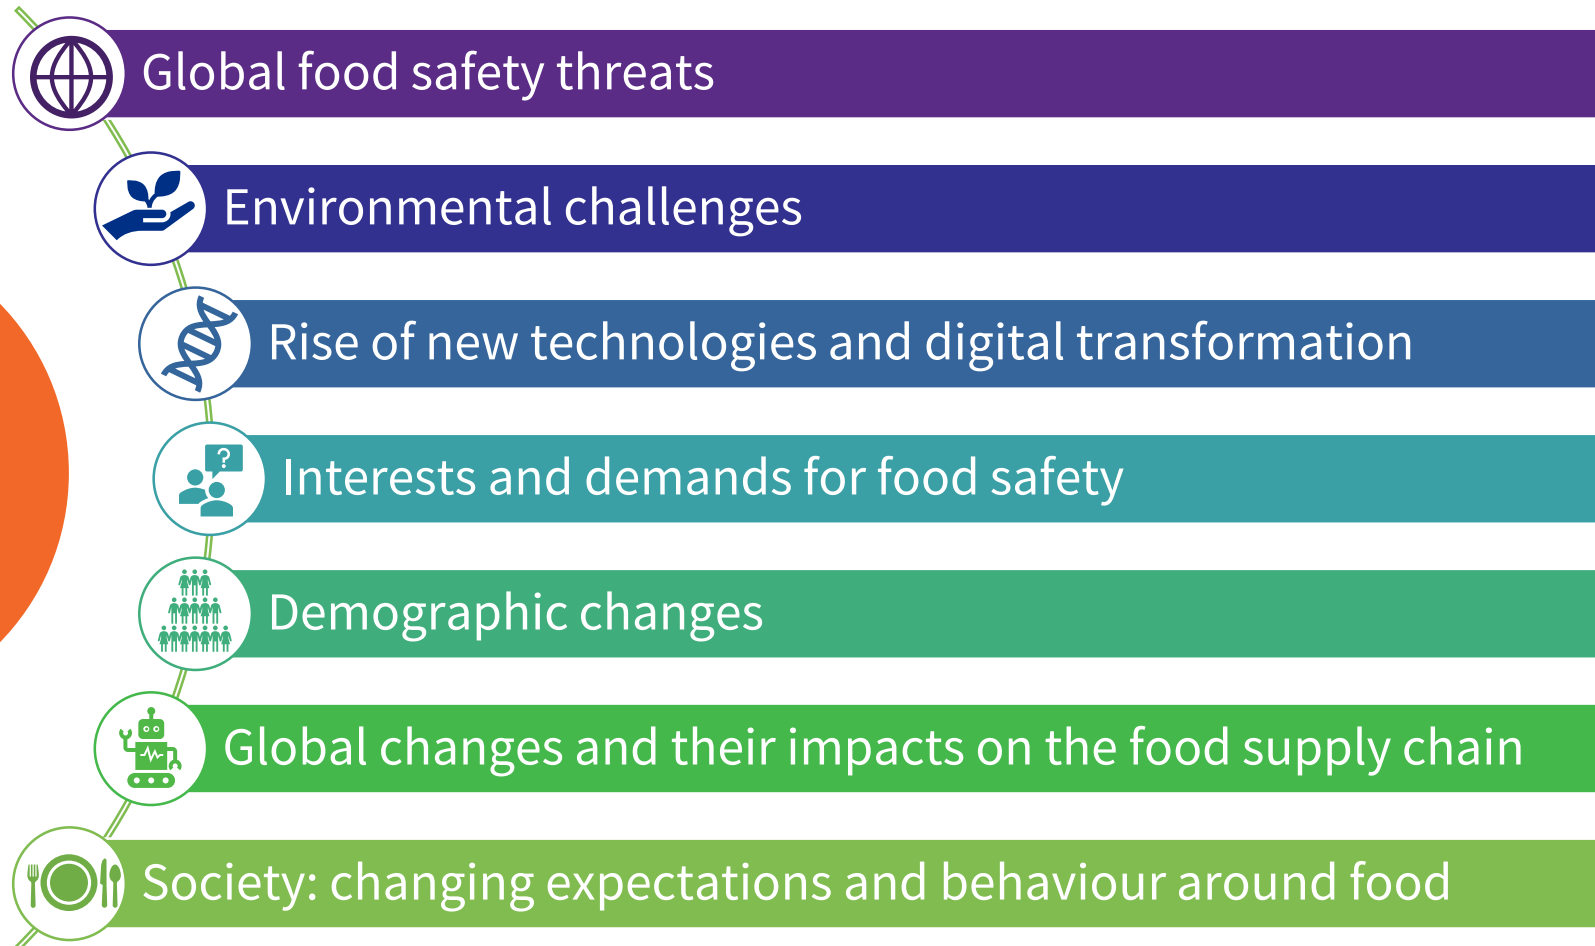 Global food safety threats
Environmental challenges
Rise of new technologies and digital transformation
?
Interests and demands for food safety
Demographic changes
Global changes and their impacts on the food supply chain
Society: changing expectations and behaviour around food